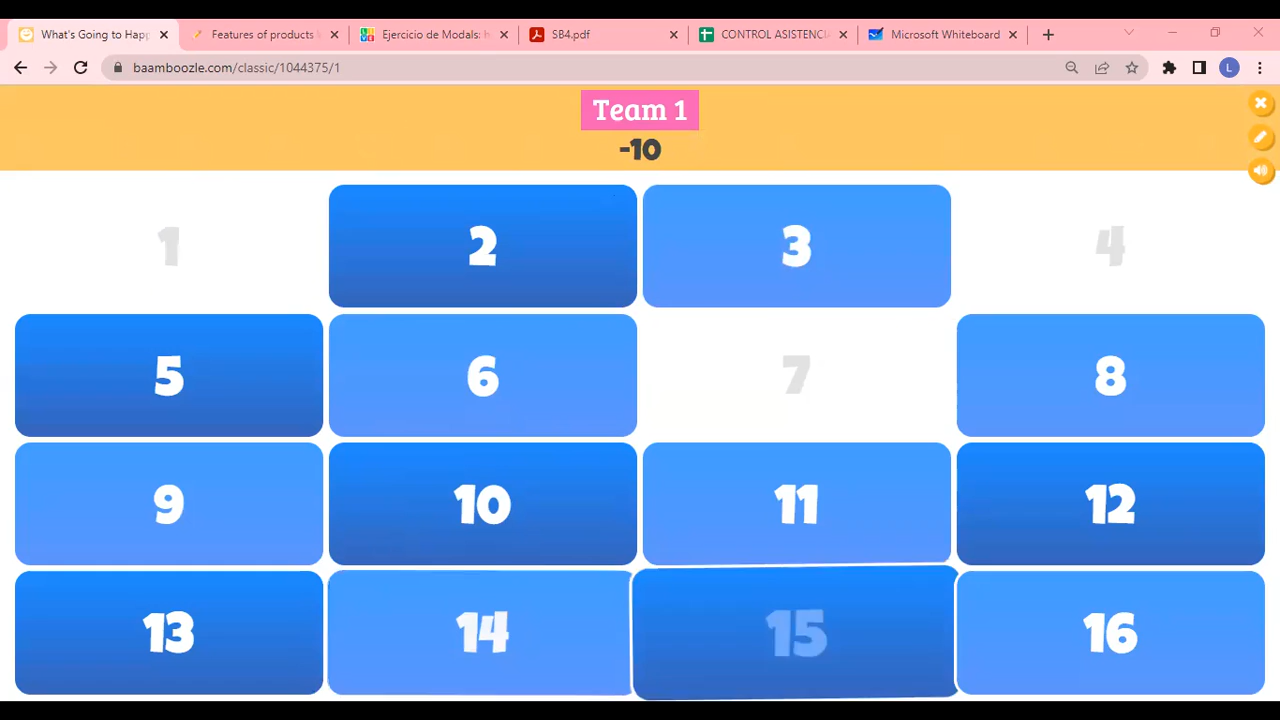 What's Going to Happ
Features of products
Ejercicio de Modals: h
SB4.pdf
CONTROL ASISTENCIA
Microsoft Whiteboard
baamboozle.com/classic/1044375/1
L
Team 1
-10
1
2
3
4
5
6
7
8
9
10
11
12
13
14
15
16